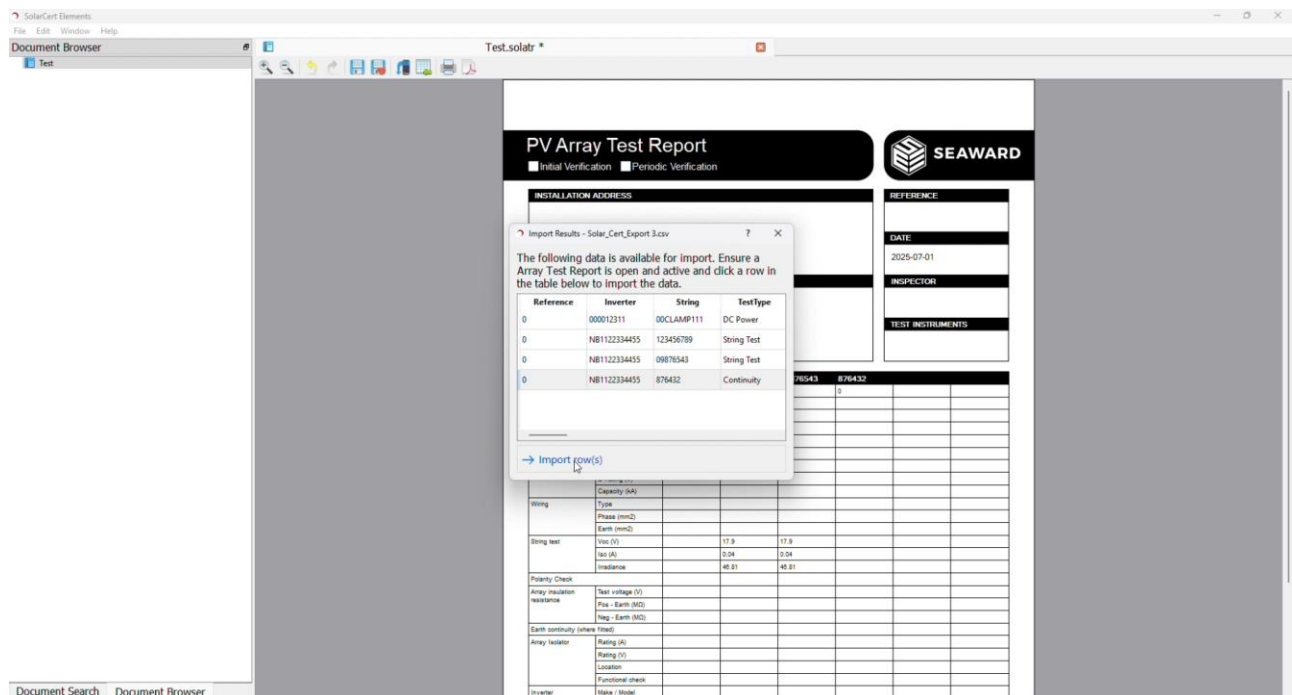 SolarCert Elements
File Edit Window Help
Document Browser
Test
Test.solatr *
PV Array Test Report
Initial Verification Periodic Verification
SEAWARD
INSTALLATION ADDRESS
REFERENCE
DATE
2025-07-01
INSPECTOR
TEST INSTRUMENTS
Import Results - Solar_Cert_Export 3.csv ?
The following data is available for import. Ensure a
Array Test Report is open and active and click a row in
the table below to import the data.
Reference Inverter String TestType
0 000012311 00CLAMP111 DC Power
0 NB1122334455 123456789 String Test
0 NB1122334455 09876543 String Test
0 NB1122334455 876432 Continuity
Import row(s)
76543 876432
0
Capacity (kA)
Wiring Type
Phase (mm2)
Earth (mm2)
String test Voc (V) 17.9 17.9
Isc (A) 0.04 0.04
Irradiance 46.81 46.81
Polarity Check
Array insulation resistance Test voltage (V)
Pos - Earth (MΩ)
Neg - Earth (MΩ)
Earth continuity (where fitted)
Array Isolator Rating (A)
Rating (V)
Location
Functional check
Inverter Make / Model
Document Search Document Browser